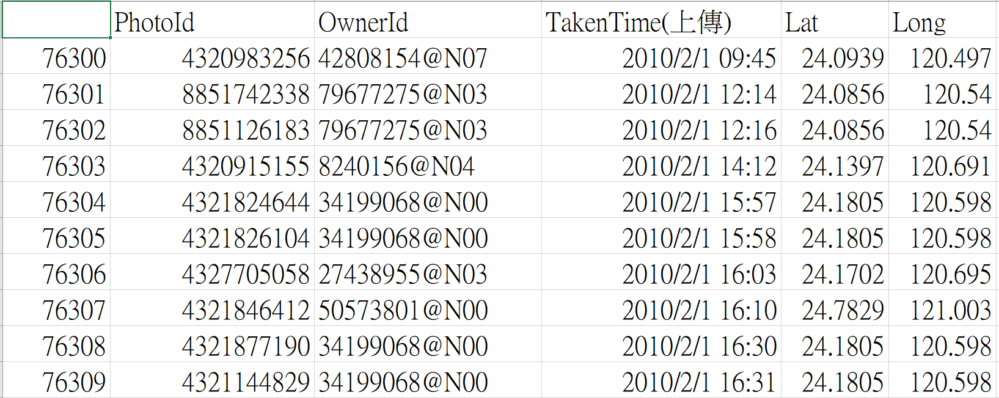 PhotoId OwnerId TakenTime(上傳) Lat Long
76300 4320983256 42808154@N07 2010/2/1 09:45 24.0939 120.497
76301 8851742338 79677275@N03 2010/2/1 12:14 24.0856 120.54
76302 8851126183 79677275@N03 2010/2/1 12:16 24.0856 120.54
76303 4320915155 8240156@N04 2010/2/1 14:12 24.1397 120.691
76304 4321824644 34199068@N00 2010/2/1 15:57 24.1805 120.598
76305 4321826104 34199068@N00 2010/2/1 15:58 24.1805 120.598
76306 4327705058 27438955@N03 2010/2/1 16:03 24.1702 120.695
76307 4321846412 50573801@N00 2010/2/1 16:10 24.7829 121.003
76308 4321877190 34199068@N00 2010/2/1 16:30 24.1805 120.598
76309 4321144829 34199068@N00 2010/2/1 16:31 24.1805 120.598